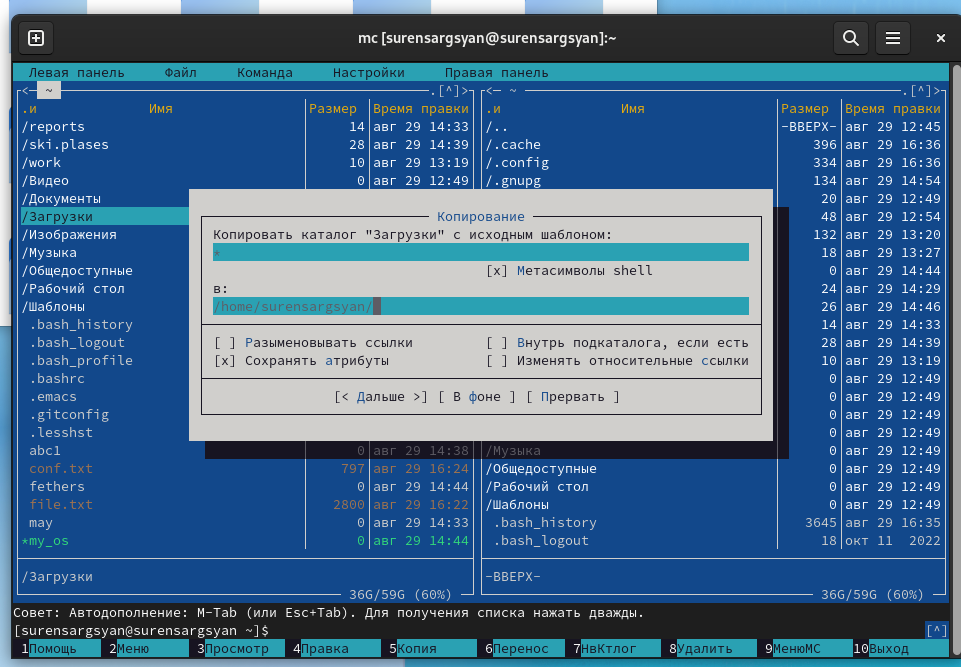 mc [surensargsyan@surensargsyan]:~
Левая панель Файл Команда Настройки Правая панель
<─ ~ .[^]> <─ ~ .[^]>
.и Имя Размер Время правки .и Имя Размер Время правки
/reports 14 авг 29 14:33 /.. -ВВЕРХ- авг 29 12:45
/ski.plases 28 авг 29 14:39 /.cache 396 авг 29 16:36
/work 10 авг 29 13:19 /.config 334 авг 29 16:36
/Видео 0 авг 29 12:49 /.gnupg 134 авг 29 14:54
/Документы 20 авг 29 12:49
Копирование
/Загрузки 48 авг 29 12:54
/Изображения Копировать каталог "Загрузки" с исходным шаблоном: 132 авг 29 13:20
/Музыка * 18 авг 29 13:27
/Общедоступные [x] Метасимволы shell 0 авг 29 14:44
/Рабочий стол в: 24 авг 29 14:29
/Шаблоны /home/surensargsyan/ 26 авг 29 14:46
.bash_history 14 авг 29 14:33
.bash_logout [ ] Разыменовывать ссылки [ ] Внутрь подкаталога, если есть 28 авг 29 14:39
.bash_profile [x] Сохранять атрибуты [ ] Изменять относительные ссылки 10 авг 29 13:19
.bashrc 0 авг 29 12:49
.emacs [< Дальше >] [ В фоне ] [ Прервать ] 0 авг 29 12:49
.gitconfig 0 авг 29 12:49
.lesshst 0 авг 29 12:49
abc1 0 авг 29 14:38 /Музыка 0 авг 29 12:49
conf.txt 797 авг 29 16:24 /Общедоступные 0 авг 29 12:49
fethers 0 авг 29 14:44 /Рабочий стол 0 авг 29 12:49
file.txt 2800 авг 29 16:22 /Шаблоны 0 авг 29 12:49
may 0 авг 29 14:33 .bash_history 3645 авг 29 16:35
*my_os 0 авг 29 14:44 .bash_logout 18 окт 11 2022
/Загрузки -ВВЕРХ-
36G/59G (60%) 36G/59G (60%)
Совет: Автодополнение: M-Tab (или Esc+Tab). Для получения списка нажать дважды.
[surensargsyan@surensargsyan ~]$ [^]
1Помощь 2Меню 3Просмотр 4Правка 5Копия 6Перенос 7НвКтлог 8Удалить 9МенюМС 10Выход